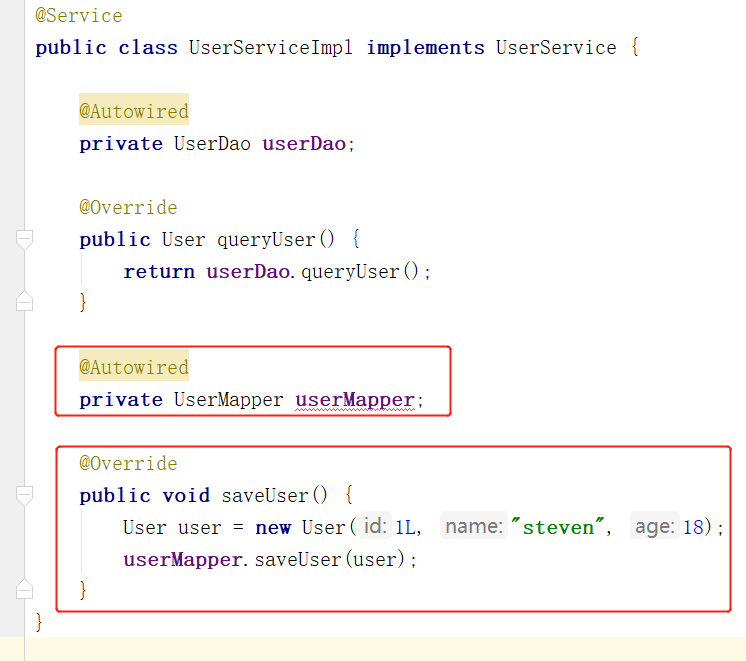 @Service
public class UserServiceImpl implements UserService {
@Autowired
private UserDao userDao;
@Override
public User queryUser() {
return userDao.queryUser();
}
@Autowired
private UserMapper userMapper;
@Override
public void saveUser() {
User user = new User( id: 1L, name: "steven", age: 18);
userMapper.saveUser(user);
}
}